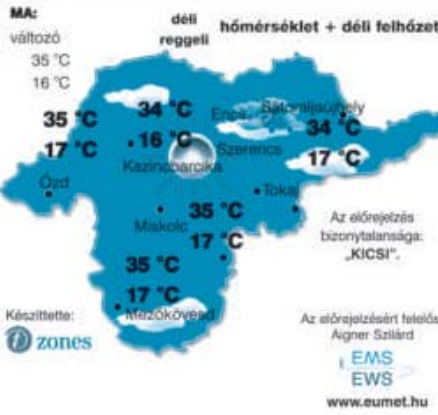 MA:
változó
35 °C
16 °C
déli
reggeli
hőmérséklet + déli felhőzet
35 °C
17 °C
Ózd
34 °C
16 °C
Kazincbarcika
Encs
Szerencs
Sátoraljaújhely
34 °C
17 °C
Tokaj
Miskolc
35 °C
17 °C
35 °C
17 °C
Mezőkövesd
Az előrejelzés
bizonytalansága:
„KICSI".
Készíttette:
zones
Az előrejelzésért felelős
Aigner Szilárd
EMS
EWS
www.eumet.hu